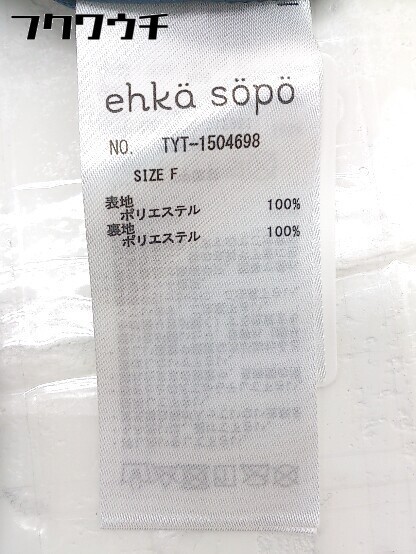 フクウクチ
ehkä söpö
NO. TYT-1504698
SIZE F
表地
ポリエステル 100%
裏地
ポリエステル 100%